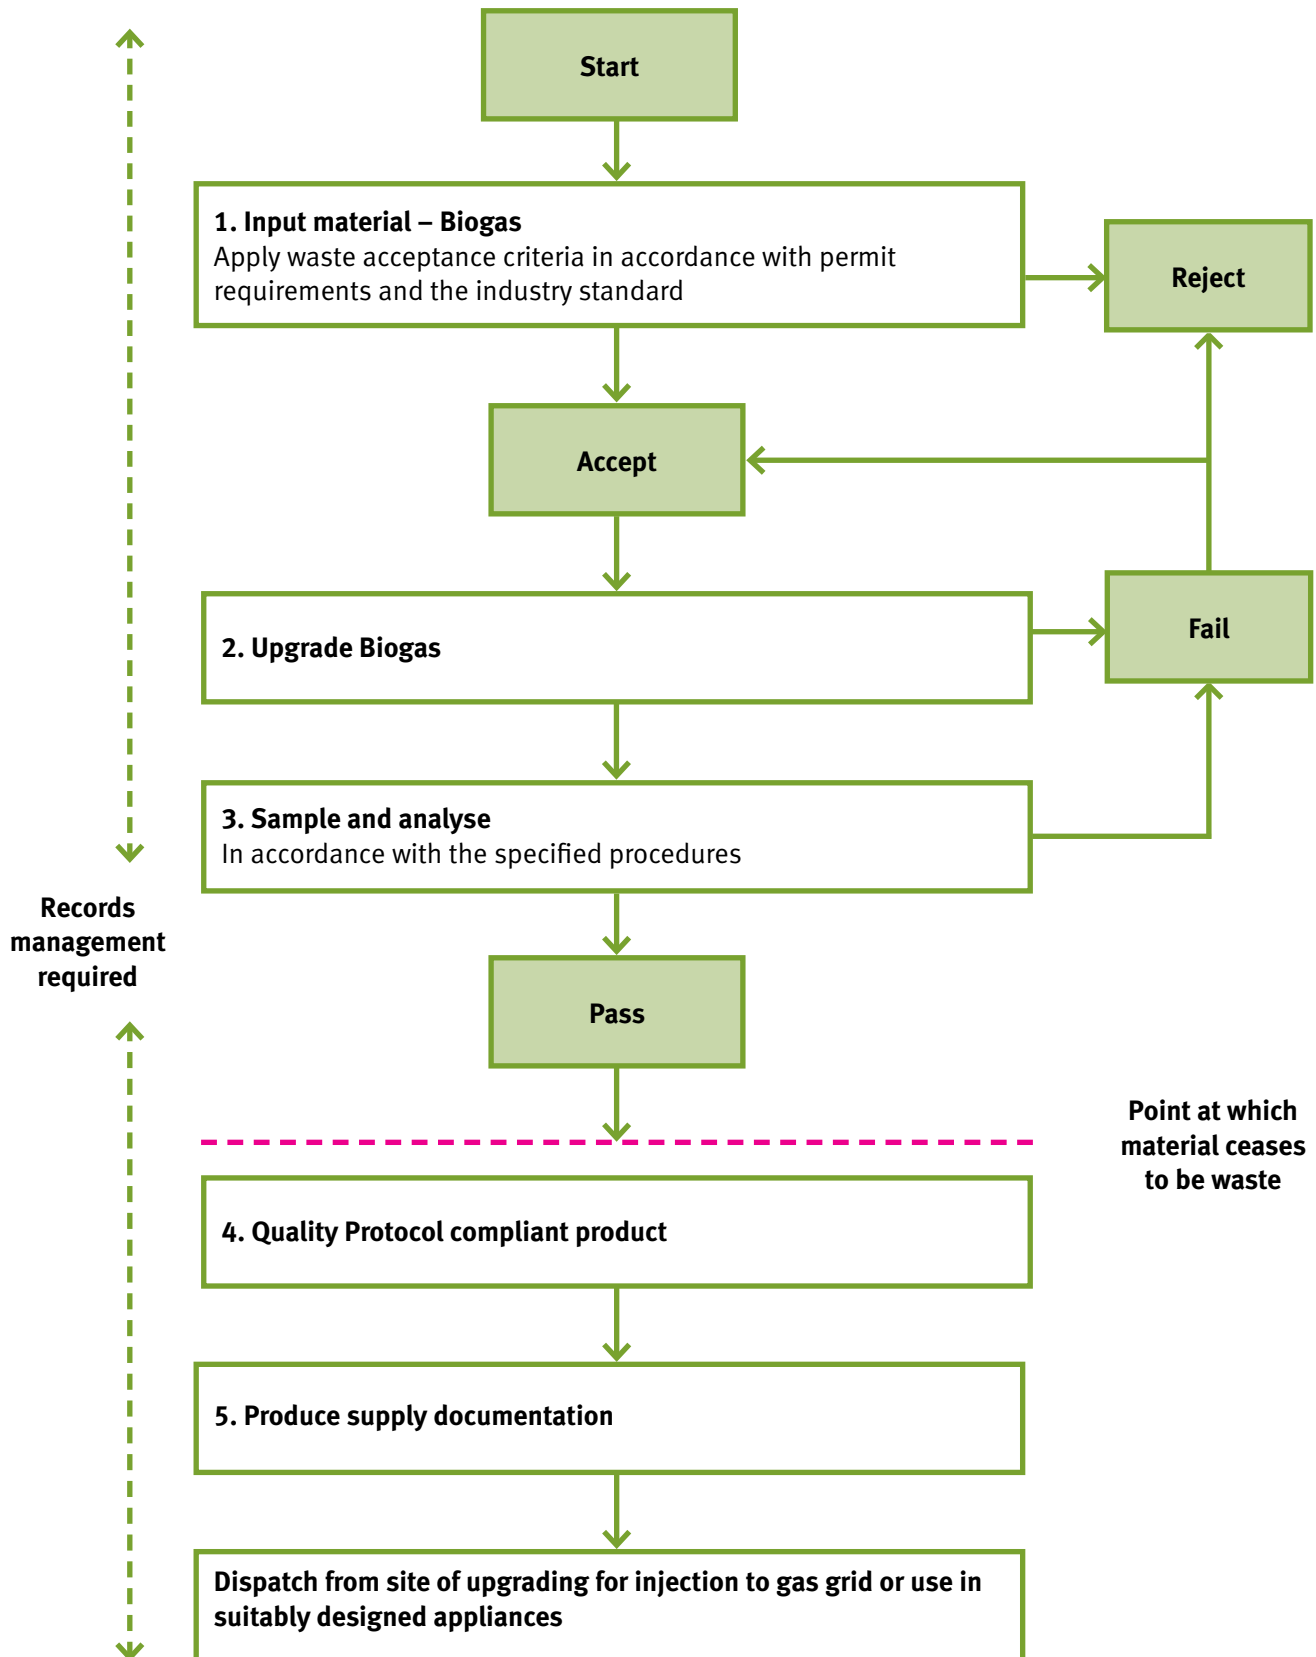 Start
1. Input material – Biogas
Apply waste acceptance criteria in accordance with permit
requirements and the industry standard
Reject
Accept
2. Upgrade Biogas
Fail
3. Sample and analyse
In accordance with the specified procedures
Records
management
required
Pass
Point at which
material ceases
to be waste
4. Quality Protocol compliant product
5. Produce supply documentation
Dispatch from site of upgrading for injection to gas grid or use in
suitably designed appliances